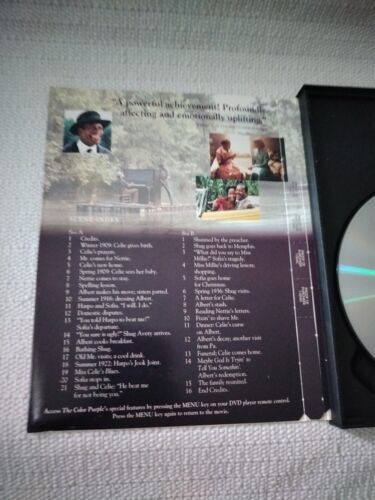 "A powerful achievement! Profoundly
affecting and emotionally uplifting."
SCENE INDEX
Side A
1 Credits.
2 Winter 1909: Celie gives birth.
3 Celie's prayers.
4 Mr. comes for Nettie.
5 Celie's new home.
6 Spring 1909: Celie sees her baby.
7 Nettie comes to stay.
8 Spelling lesson.
9 Albert makes his move; sisters parted.
10 Summer 1916: dressing Albert.
11 Harpo and Sofia. "I will. I do."
12 Domestic disputes.
13 "You told Harpo to beat me!"
Sofia's departure.
14 "You sure is ugly!" Shug Avery arrives.
15 Albert cooks breakfast.
16 Bathing Shug.
17 Old Mr. visits; a cool drink.
18 Summer 1922: Harpo's Jook Joint.
19 Miss Celie's Blues.
20 Sofia stops in.
21 Shug and Celie: "He beat me
for not being you."
Side B
1 Shunned by the preacher.
2 Shug goes back to Memphis.
3 "What did you say to Miss
Millie?" Sofia's tragedy.
4 Miss Millie's driving lesson;
shopping.
5 Sofia goes home
for Christmas.
6 Spring 1936: Shug visits.
7 A letter for Celie.
8 Albert's stash.
9 Reading Nettie's letters.
10 Fixin' to shave Mr.
11 Dinner: Celie's curse
on Albert.
12 Albert's decay; another visit
from Pa.
13 Funeral; Celie comes home.
14 Maybe God Is Tryin' to
Tell You Somethin'.
Albert's redemption.
15 The family reunited.
16 End Credits.
Access The Color Purple's special features by pressing the MENU key on your DVD player remote control.
Press the MENU key again to return to the movie.